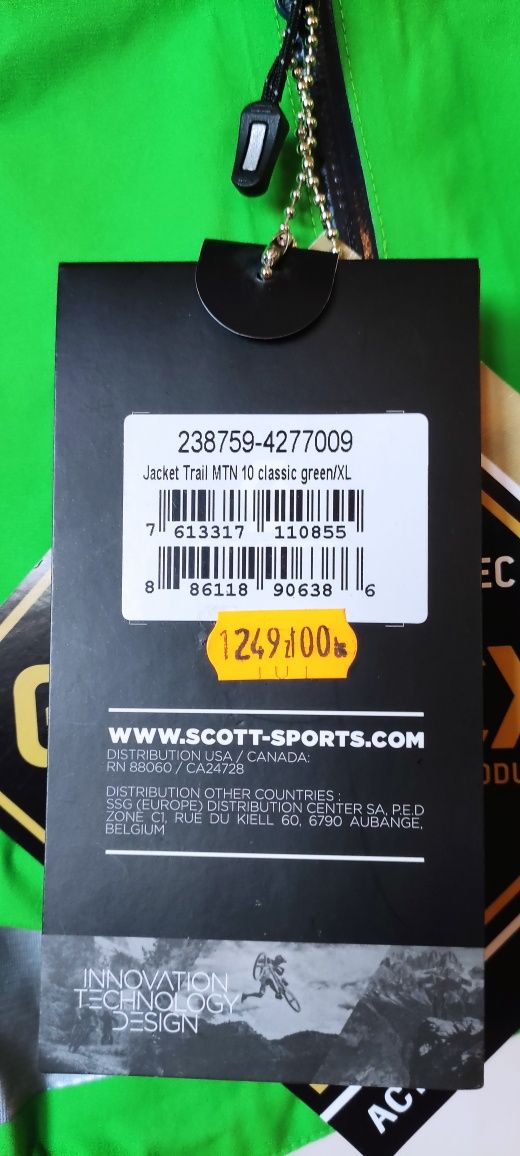 238759-4277009
Jacket Trail MTN 10 classic green/XL
7 613317 110855
8 86118 90638 6
1249zł00gr
WWW.SCOTT-SPORTS.COM
DISTRIBUTION USA / CANADA:
RN 88060 / CA24728
DISTRIBUTION OTHER COUNTRIES :
SSG (EUROPE) DISTRIBUTION CENTER SA, P.E.D
ZONE C1, RUE DU KIELL 60, 6790 AUBANGE,
BELGIUM
INNOVATION
TECHNOLOGY
DESIGN